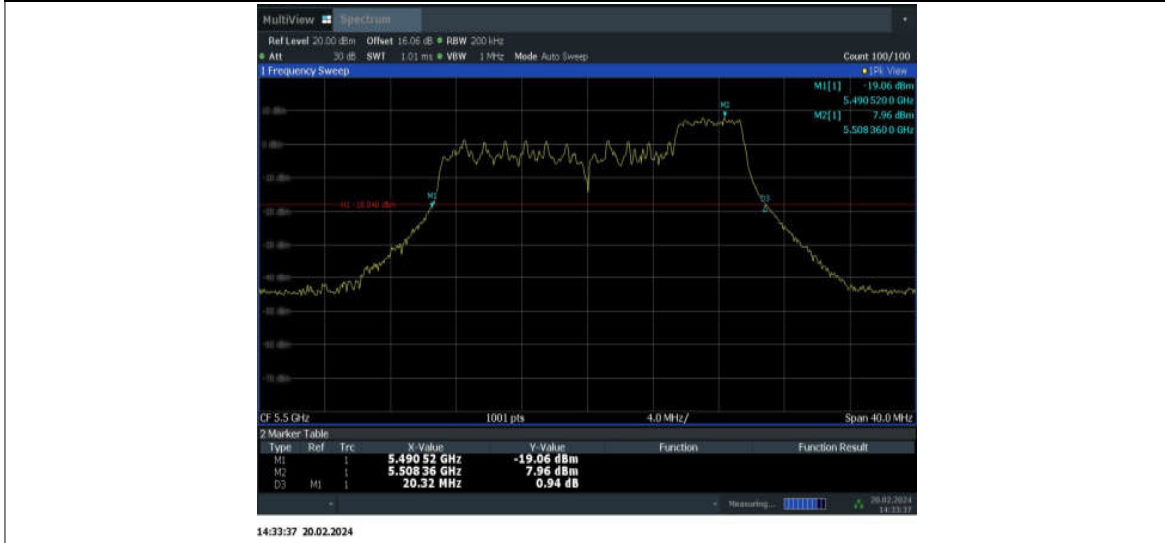 MultiView Spectrum
Ref Level 20.00 dBm Offset 16.06 dB RBW 200 kHz
Att 30 dB SWT 1.01 ms VBW 1 MHz Mode Auto Sweep Count 100/100
1 Frequency Sweep 1Pk View
M1[1] -19.06 dBm
5.490 520 0 GHz
M2[1] 7.96 dBm
5.508 360 0 GHz
M2
M1
D3
CF 5.5 GHz 1001 pts 4.0 MHz/ Span 40.0 MHz
2 Marker Table
Type Ref Trc X-Value Y-Value Function Function Result
M1 1 5.490 52 GHz -19.06 dBm
M2 1 5.508 36 GHz 7.96 dBm
D3 M1 1 20.32 MHz 0.94 dB
Measuring... 20.02.2024
14:33:37
14:33:37 20.02.2024